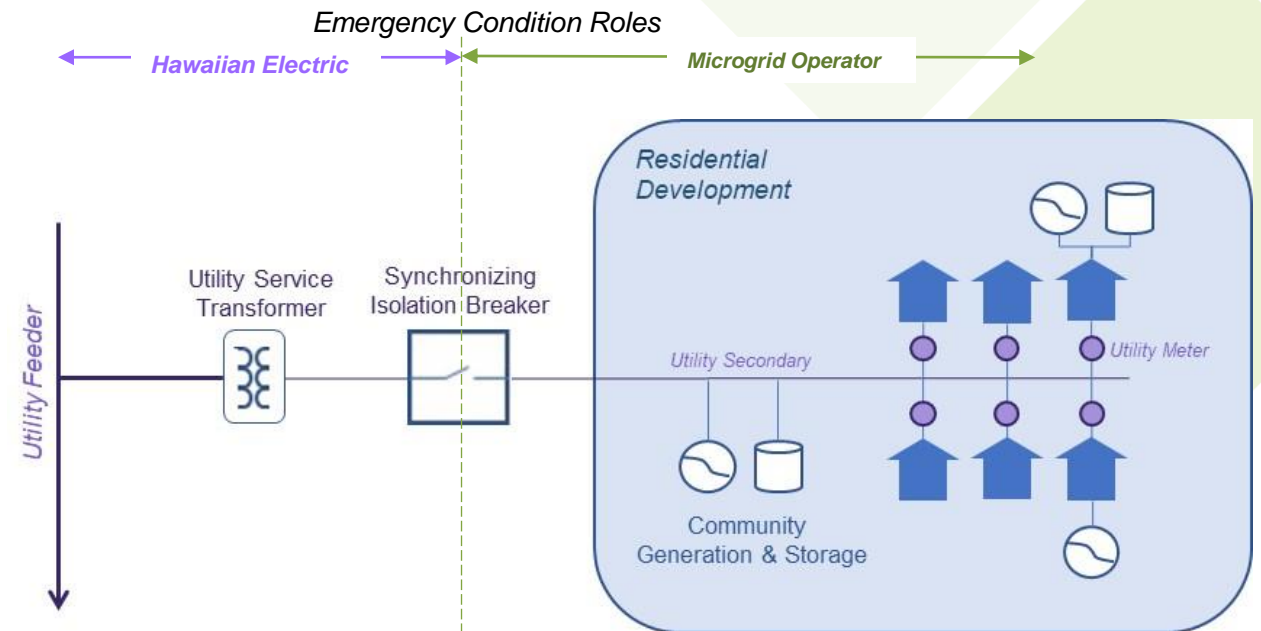 Emergency Condition Roles
Hawaiian Electric
Microgrid Operator
Residential
Development
Utility Service
Transformer
Synchronizing
Isolation Breaker
Utility Feeder
Utility Secondary
Utility Meter
Community
Generation & Storage